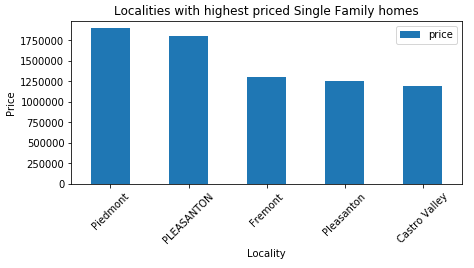 Localities with highest priced Single Family homes
price
1750000
1500000
1250000
1000000
750000
500000
250000
0
Price
Piedmont
PLEASANTON
Fremont
Pleasanton
Castro Valley
Locality